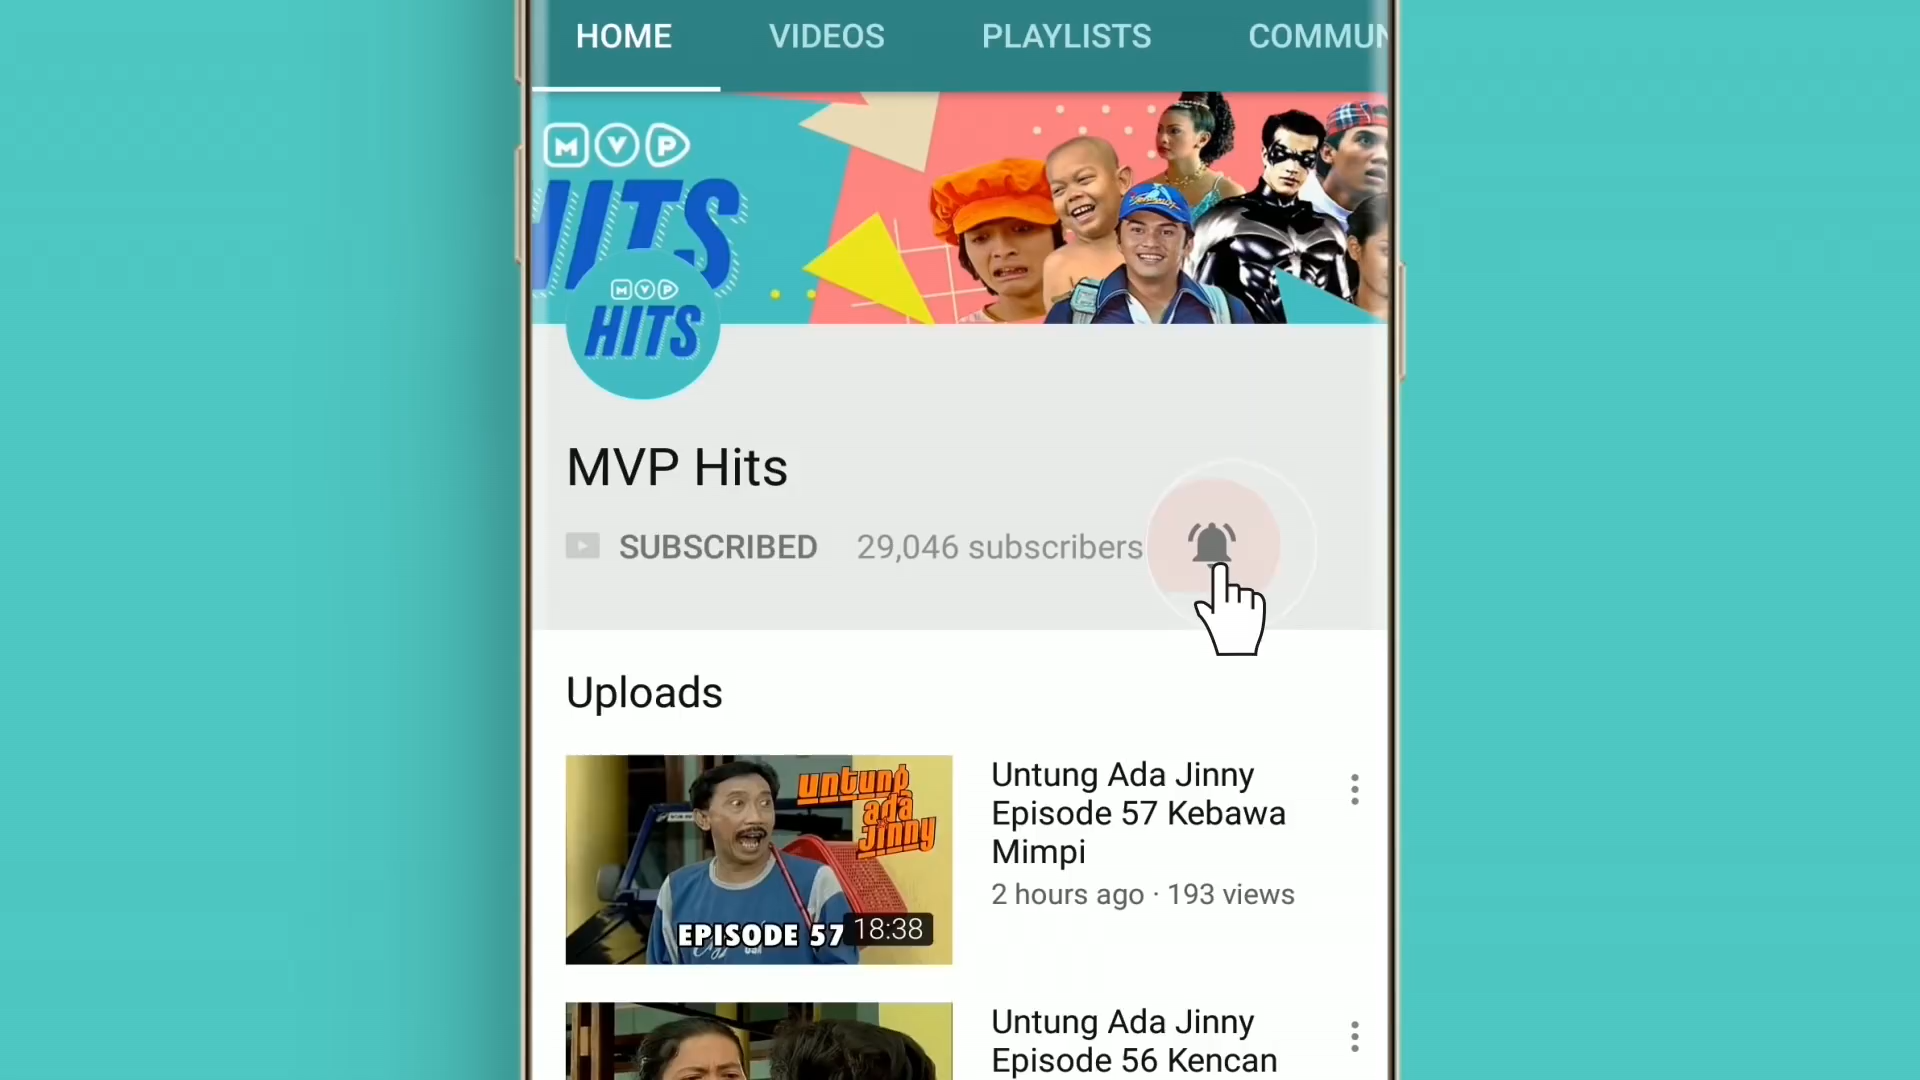 HOME VIDEOS PLAYLISTS COMMUN
MVP
HITS
MVP
HITS
MVP Hits
SUBSCRIBED 29,046 subscribers
Uploads
untung
ada
jinny
EPISODE 57
18:38
Untung Ada Jinny
Episode 57 Kebawa
Mimpi
2 hours ago · 193 views
Untung Ada Jinny
Episode 56 Kencan